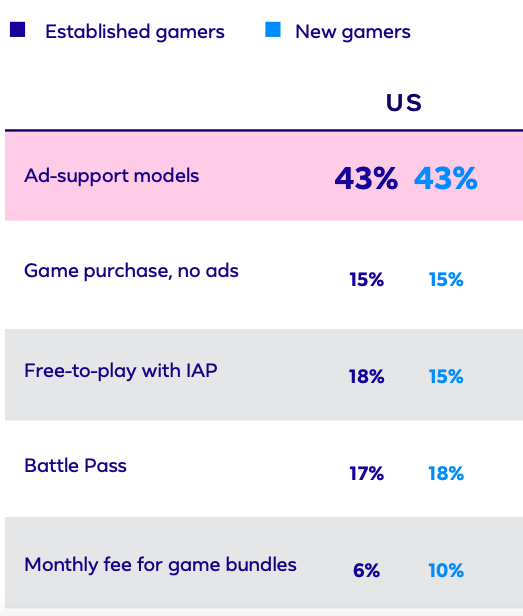 Established gamers New gamers
US
Ad-support models 43% 43%
Game purchase, no ads 15% 15%
Free-to-play with IAP 18% 15%
Battle Pass 17% 18%
Monthly fee for game bundles 6% 10%